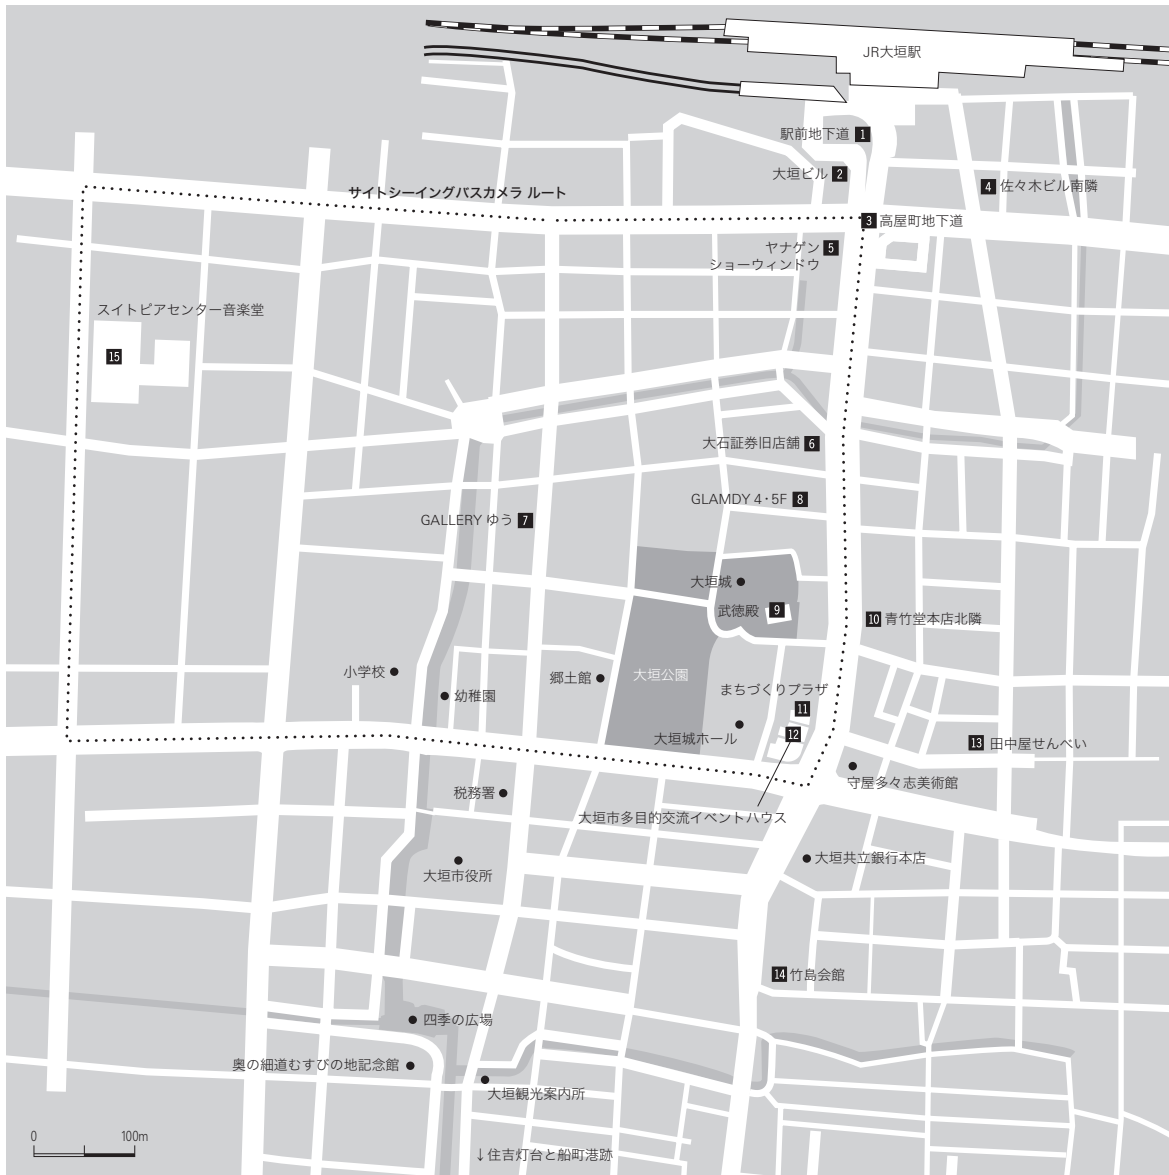 JR大垣駅
駅前地下道 1
大垣ビル 2
4 佐々木ビル南隣
サイトシーイングバスカメラ ルート
3 高屋町地下道
ヤナゲン 5
ショーウィンドウ
スイトピアセンター音楽堂
15
大石証券旧店舗 6
GLAMDY 4・5F 8
GALLERY ゆう 7
大垣城
武徳殿 9
10 青竹堂本店北隣
小学校
郷土館
大垣公園
幼稚園
まちづくりプラザ
11
12
大垣城ホール
13 田中屋せんべい
守屋多々志美術館
税務署
大垣市多目的交流イベントハウス
大垣共立銀行本店
大垣市役所
14 竹島会館
四季の広場
奥の細道むすびの地記念館
大垣観光案内所
0 100m
↓住吉灯台と船町港跡